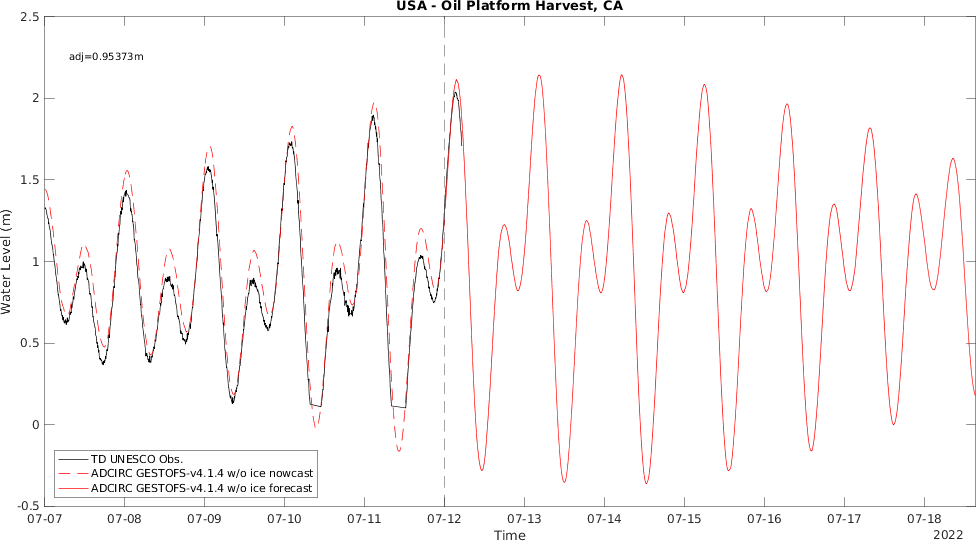 USA - Oil Platform Harvest, CA
adj=0.95373m
2.5
2
1.5
1
0.5
0
-0.5
Water Level (m)
TD UNESCO Obs.
ADCIRC GESTOFS-v4.1.4 w/o ice nowcast
ADCIRC GESTOFS-v4.1.4 w/o ice forecast
07-07 07-08 07-09 07-10 07-11 07-12 07-13 07-14 07-15 07-16 07-17 07-18
Time
2022